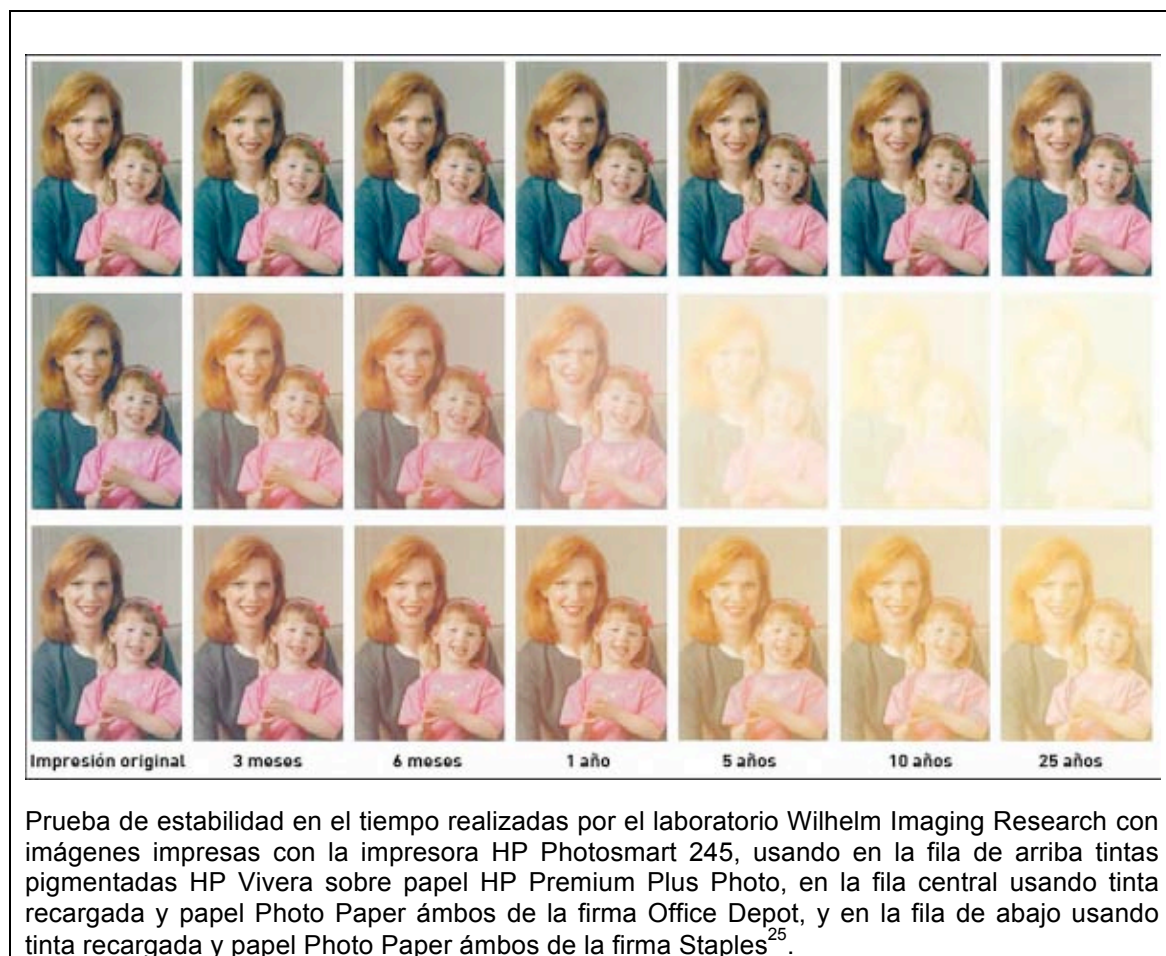 Impresión original 3 meses 6 meses 1 año 5 años 10 años 25 años
Prueba de estabilidad en el tiempo realizadas por el laboratorio Wilhelm Imaging Research con
imágenes impresas con la impresora HP Photosmart 245, usando en la fila de arriba tintas
pigmentadas HP Vivera sobre papel HP Premium Plus Photo, en la fila central usando tinta
recargada y papel Photo Paper ámbos de la firma Office Depot, y en la fila de abajo usando
tinta recargada y papel Photo Paper ámbos de la firma Staples25.